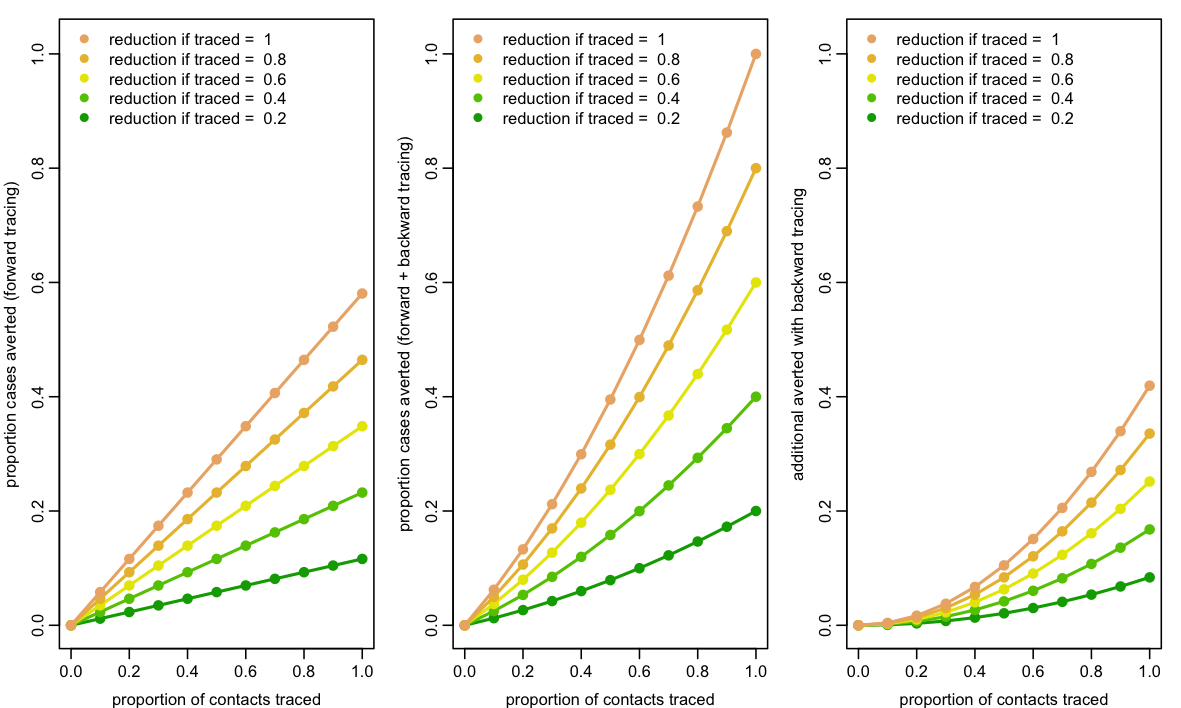 reduction if traced = 1
reduction if traced = 0.8
reduction if traced = 0.6
reduction if traced = 0.4
reduction if traced = 0.2
proportion cases averted (forward tracing)
1.0
0.8
0.6
0.4
0.2
0.0
0.0 0.2 0.4 0.6 0.8 1.0
proportion of contacts traced
reduction if traced = 1
reduction if traced = 0.8
reduction if traced = 0.6
reduction if traced = 0.4
reduction if traced = 0.2
proportion cases averted (forward + backward tracing)
1.0
0.8
0.6
0.4
0.2
0.0
0.0 0.2 0.4 0.6 0.8 1.0
proportion of contacts traced
reduction if traced = 1
reduction if traced = 0.8
reduction if traced = 0.6
reduction if traced = 0.4
reduction if traced = 0.2
additional averted with backward tracing
1.0
0.8
0.6
0.4
0.2
0.0
0.0 0.2 0.4 0.6 0.8 1.0
proportion of contacts traced